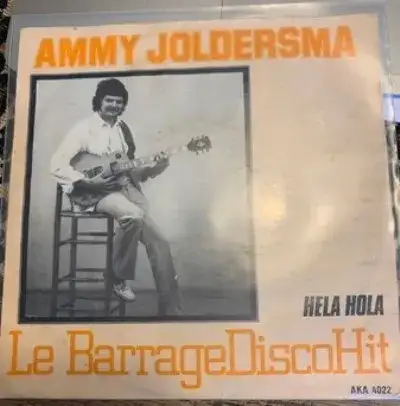 AMMY JOLDERSMA
HELA HOLA
Le BarrageDiscoHit
AKA 4022